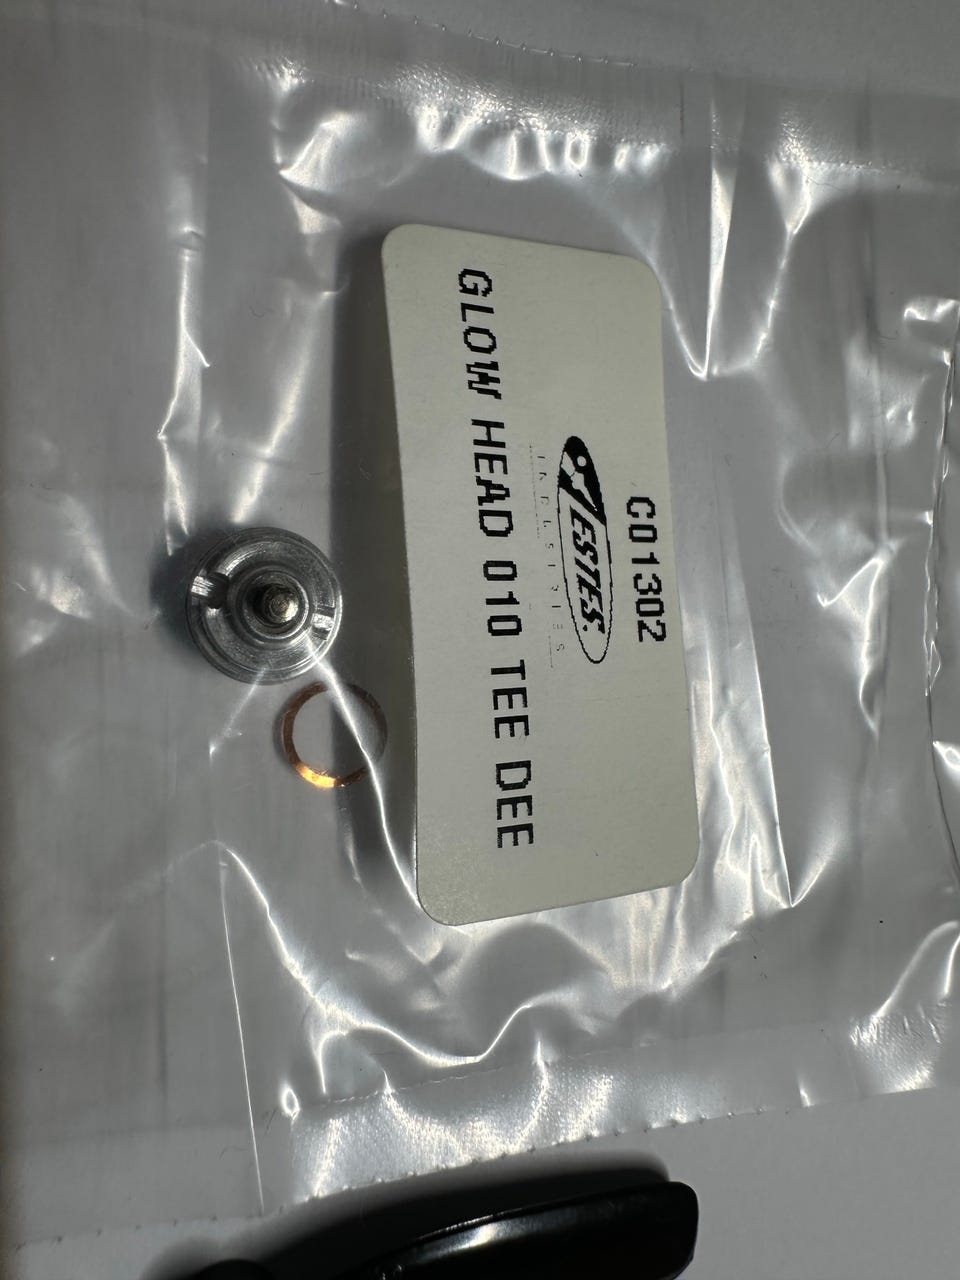 C01302
ESTES
INDUSTRIES
GLOW HEAD 010 TEE DEE